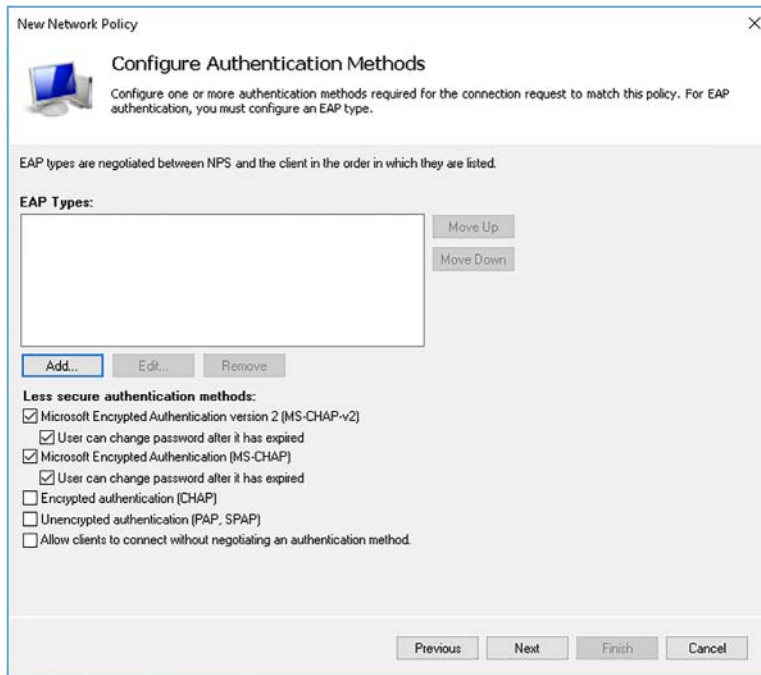 New Network Policy
Configure Authentication Methods
Configure one or more authentication methods required for the connection request to match this policy. For EAP
authentication, you must configure an EAP type.
EAP types are negotiated between NPS and the client in the order in which they are listed.
EAP Types:
Move Up
Move Down
Add...
Edit...
Remove
Less secure authentication methods:
Microsoft Encrypted Authentication version 2 (MS-CHAP-v2)
User can change password after it has expired
Microsoft Encrypted Authentication (MS-CHAP)
User can change password after it has expired
Encrypted authentication (CHAP)
Unencrypted authentication (PAP, SPAP)
Allow clients to connect without negotiating an authentication method.
Previous
Next
Finish
Cancel